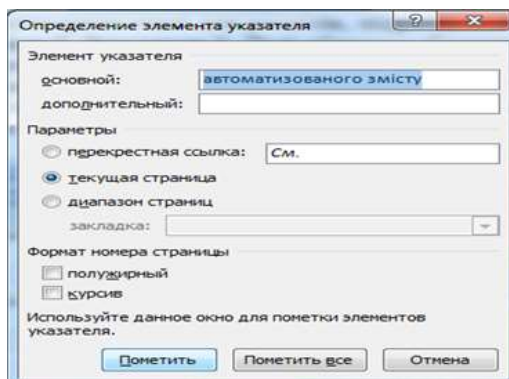 Определение элемента указателя
Элемент указателя
основной: автоматизованого змісту
дополнительный:
Параметры
перекрестная ссылка: См.
текущая страница
диапазон страниц
закладка:
Формат номера страницы
полужирный
курсив
Используйте данное окно для пометки элементов
указателя.
Пометить Пометить все Отмена